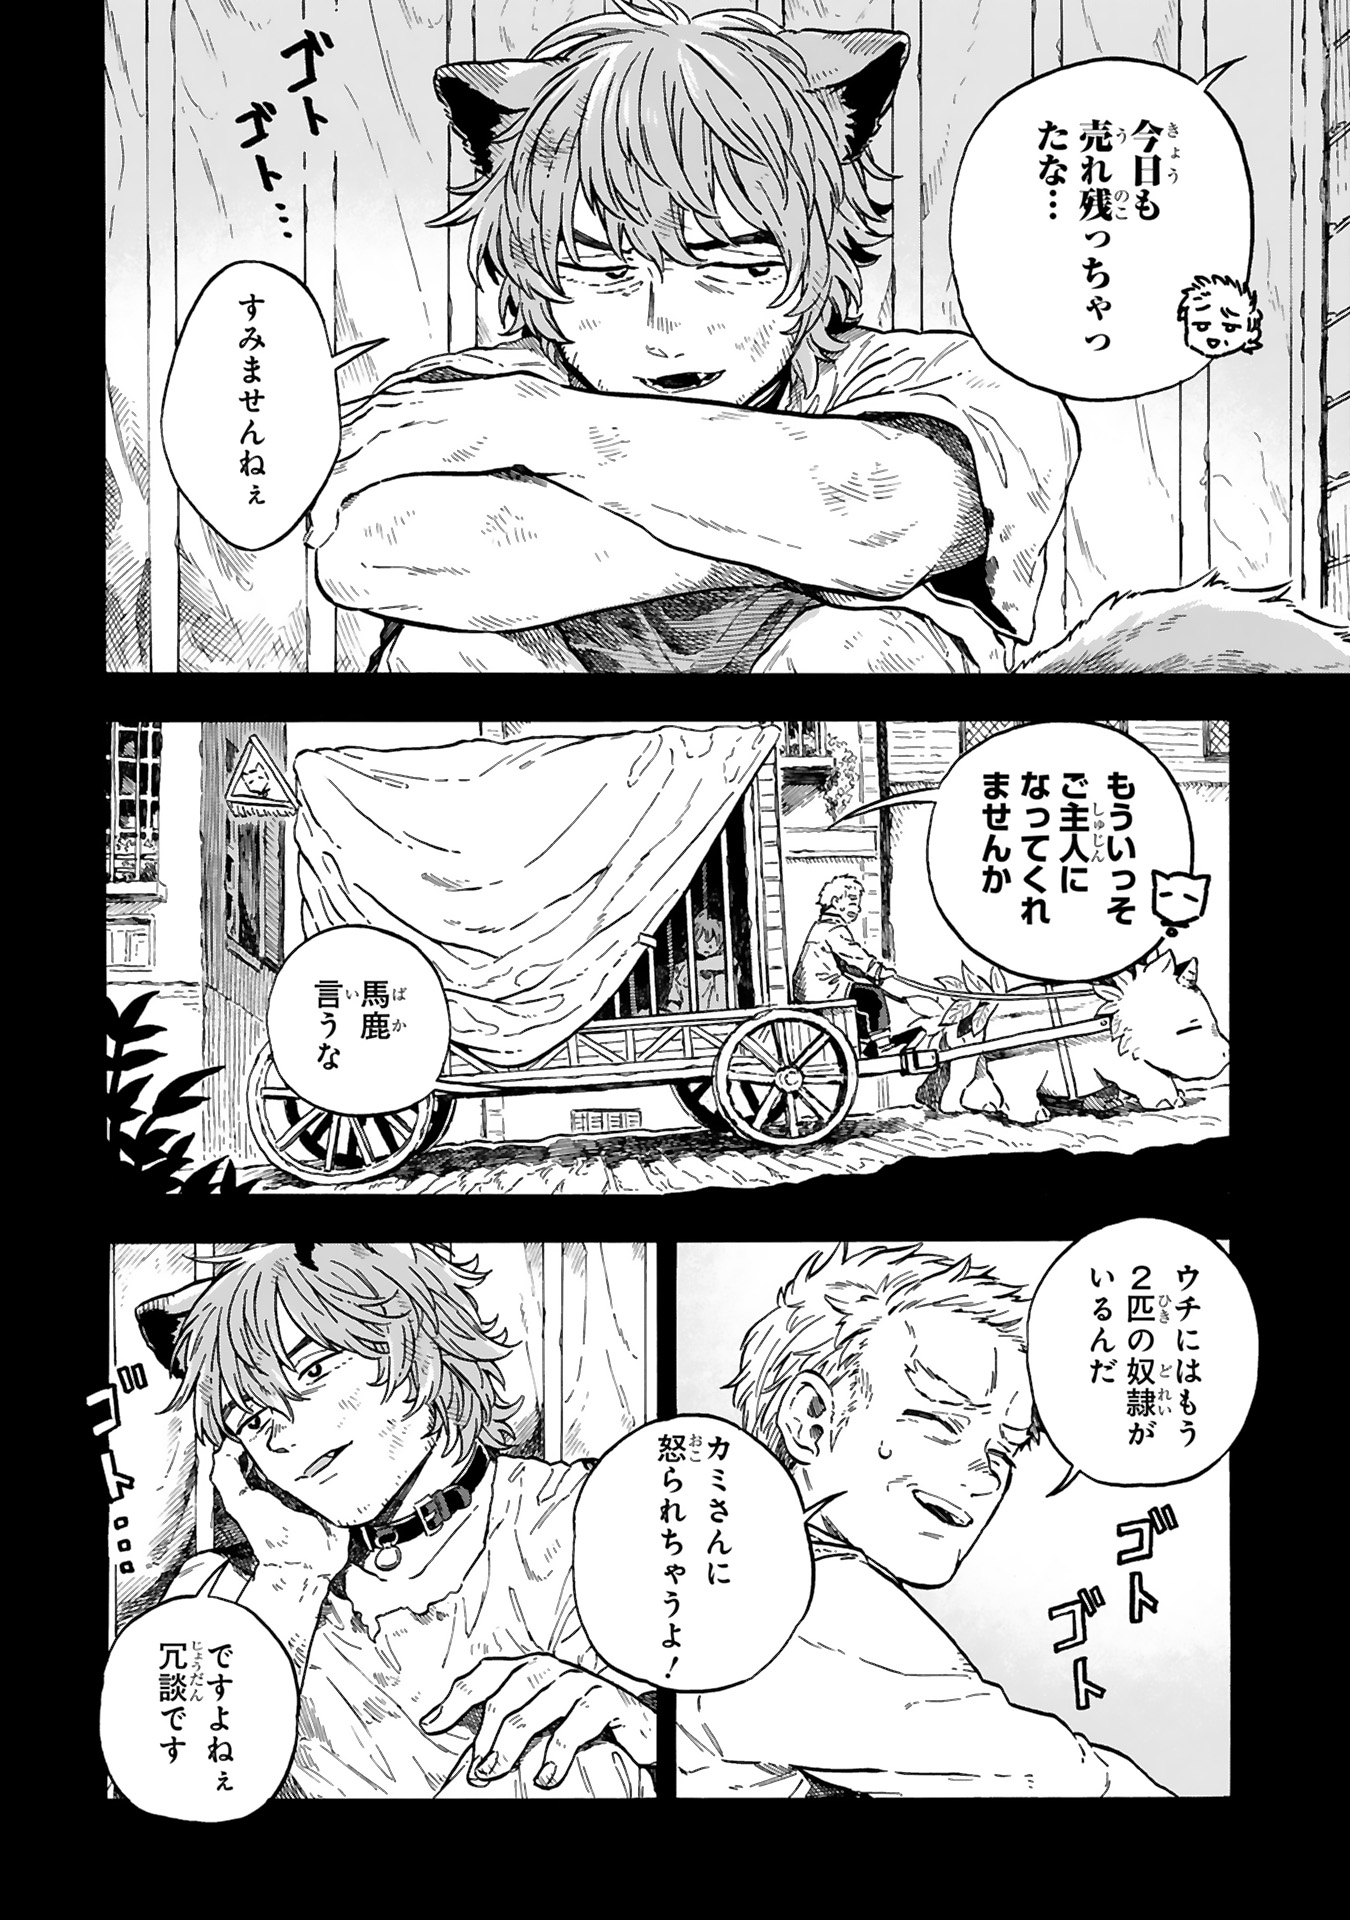 今日も
売れ残っちゃっ
たな…
ゴト
ゴト…
すみませんねぇ
もういっそ
ご主人に
なってくれ
ませんか
馬鹿
言うな
ウチにはもう
2匹の奴隷が
いるんだ
カミさんに
怒られちゃうよ!
ゴト
ゴト
ゴト…
ですよねぇ
冗談です